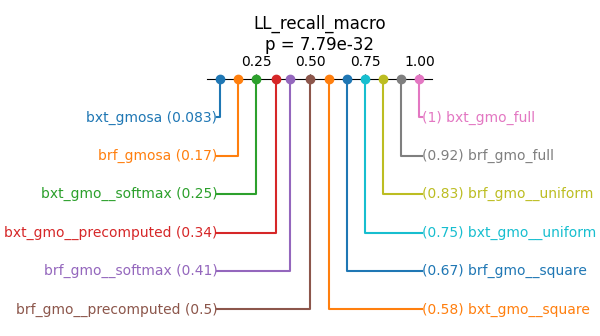 LL_recall_macro
p = 7.79e-32
0.25 0.50 0.75 1.00
bxt_gmosa (0.083) (1) bxt_gmo_full
brf_gmosa (0.17) (0.92) brf_gmo_full
bxt_gmo__softmax (0.25) (0.83) brf_gmo__uniform
bxt_gmo__precomputed (0.34) (0.75) bxt_gmo__uniform
brf_gmo__softmax (0.41) (0.67) brf_gmo__square
brf_gmo__precomputed (0.5) (0.58) bxt_gmo__square